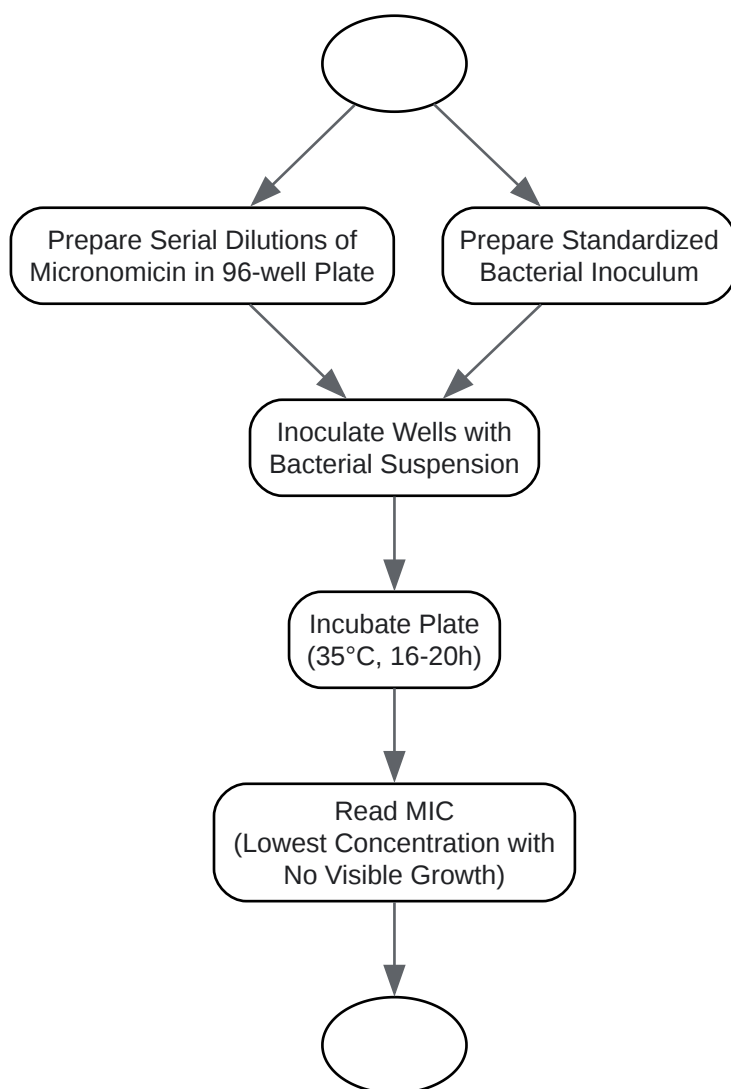 Prepare Serial Dilutions of
Micronomicin in 96-well Plate
Prepare Standardized
Bacterial Inoculum
Inoculate Wells with
Bacterial Suspension
Incubate Plate
(35°C, 16-20h)
Read MIC
(Lowest Concentration with
No Visible Growth)